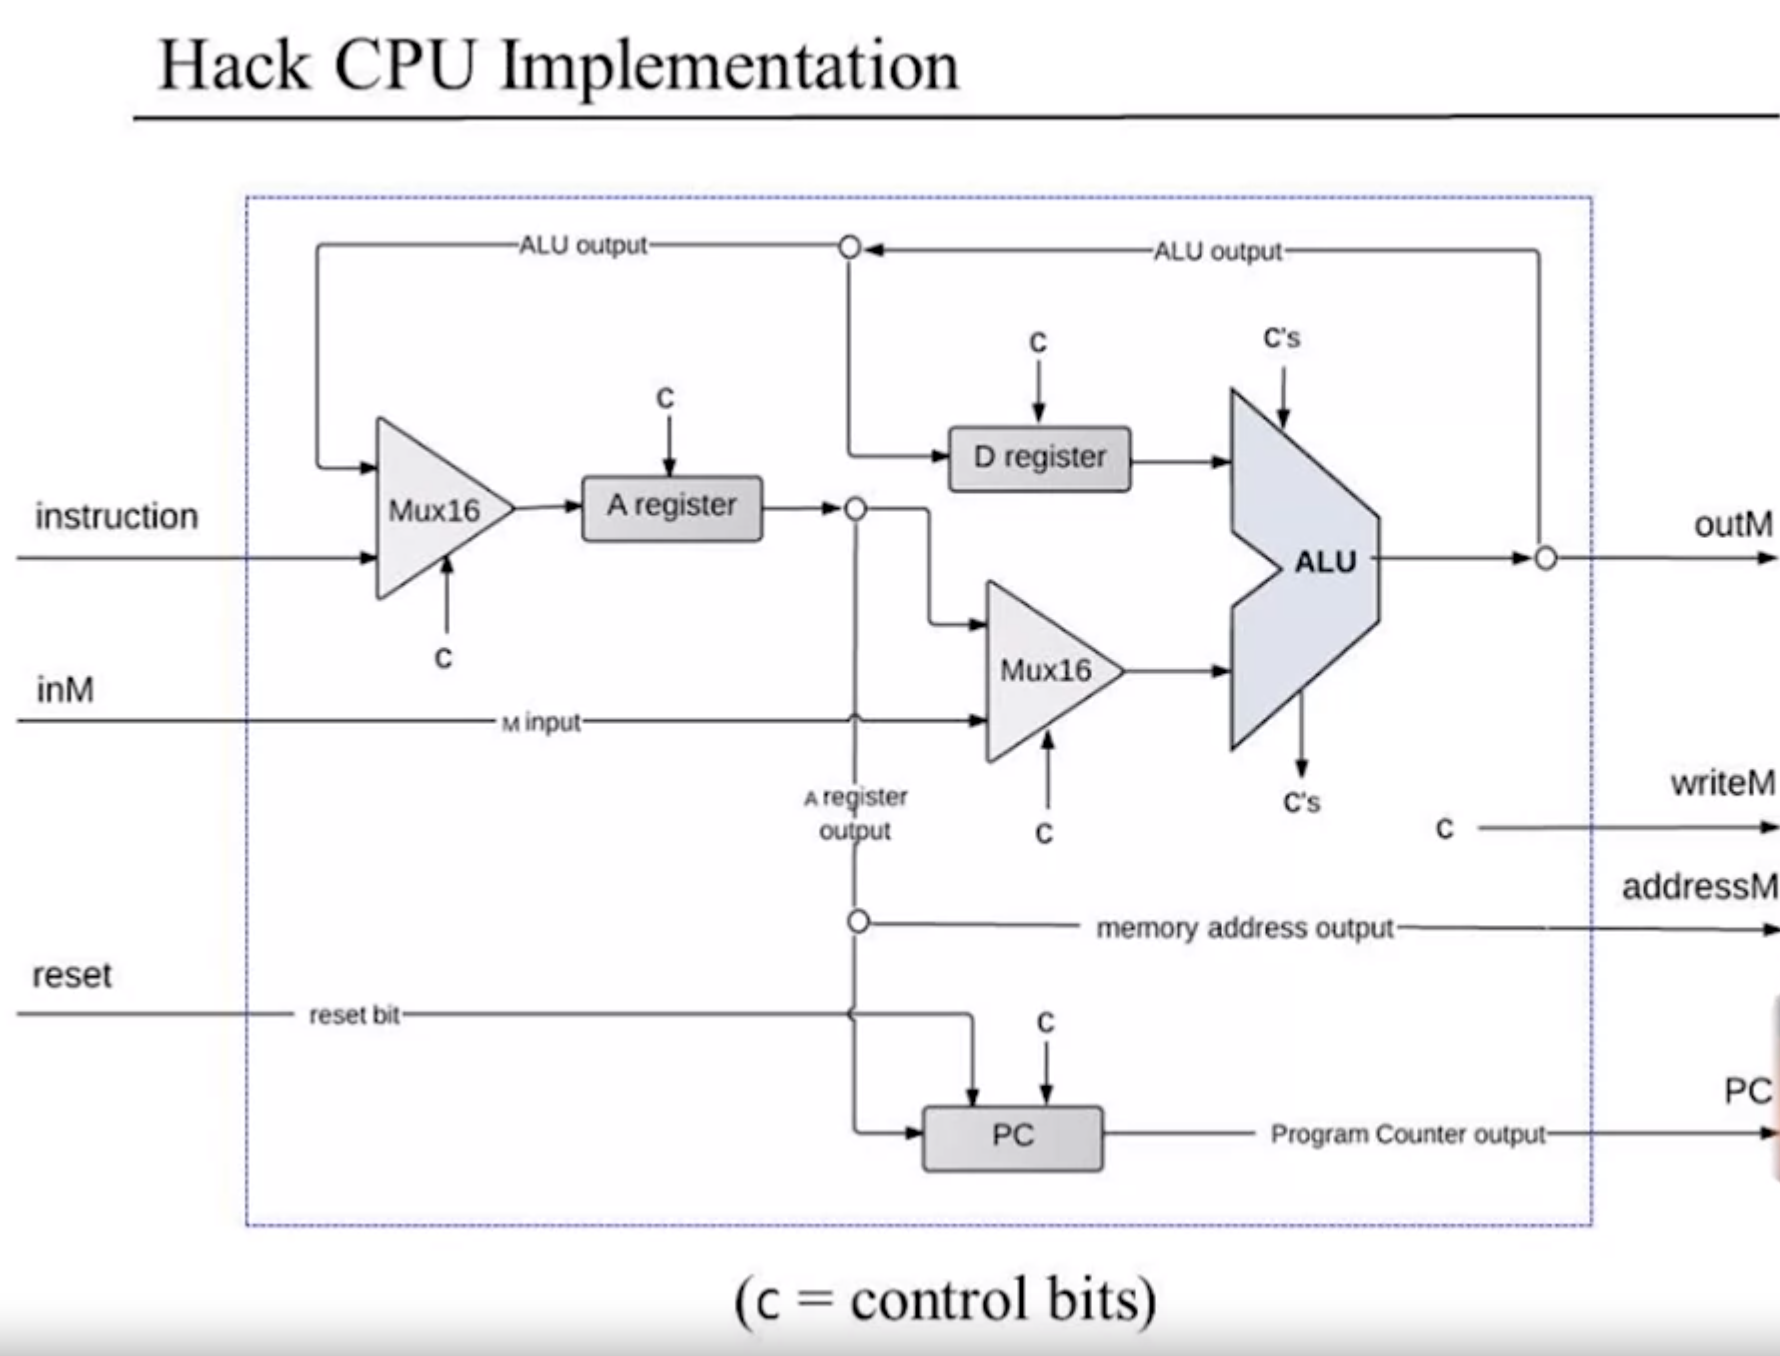 Hack CPU Implementation
ALU output
ALU output
C
C's
C
D register
instruction
Mux16
A register
outM
ALU
C
inM
M input
Mux16
writeM
A register
output
C
C's
C
addressM
memory address output
reset
reset bit
C
PC
PC
Program Counter output
(c = control bits)